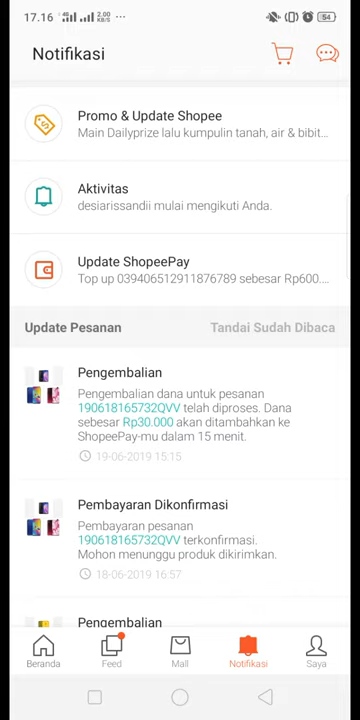 17.16 4G 2,00 KB/S ··· 54
Notifikasi
Promo & Update Shopee
Main Dailyprize lalu kumpulin tanah, air & bibit...
Aktivitas
desiarissandii mulai mengikuti Anda.
Update ShopeePay
Top up 039406512911876789 sebesar Rp600....
Update Pesanan Tandai Sudah Dibaca
Pengembalian
Pengembalian dana untuk pesanan
190618165732QVV telah diproses. Dana
sebesar Rp30.000 akan ditambahkan ke
ShopeePay-mu dalam 15 menit.
19-06-2019 15:15
Pembayaran Dikonfirmasi
Pembayaran pesanan
190618165732QVV terkonfirmasi.
Mohon menunggu produk dikirimkan.
18-06-2019 16:57
Pengembalian
Beranda Feed Mall Notifikasi Saya